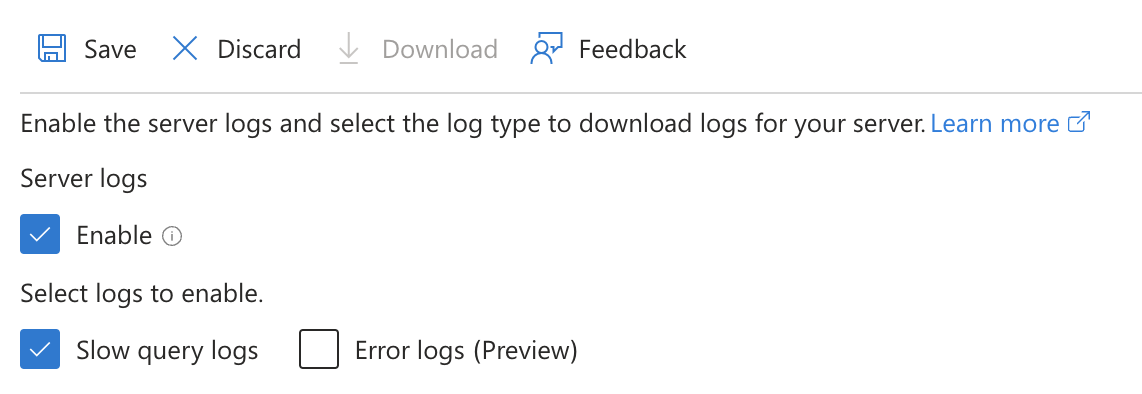 Save Discard Download Feedback
Enable the server logs and select the log type to download logs for your server. Learn more
Server logs
Enable
Select logs to enable.
Slow query logs Error logs (Preview)